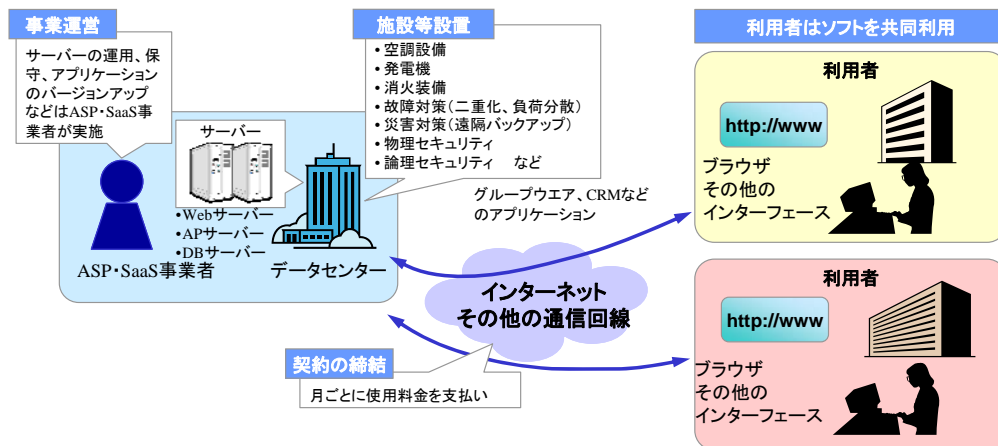 事業運営
サーバーの運用、保
守、アプリケーション
のバージョンアップ
などはASP・SaaS事
業者が実施
サーバー
•Webサーバー
•APサーバー
•DBサーバー
ASP・SaaS事業者
データセンター
施設等設置
• 空調設備
• 発電機
• 消火装備
• 故障対策（二重化、負荷分散）
• 災害対策（遠隔バックアップ）
• 物理セキュリティ
• 論理セキュリティ　など
グループウエア、CRMなど
のアプリケーション
インターネット
その他の通信回線
契約の締結
月ごとに使用料金を支払い
利用者はソフトを共同利用
利用者
http://www
ブラウザ
その他の
インターフェース
利用者
http://www
ブラウザ
その他の
インターフェース